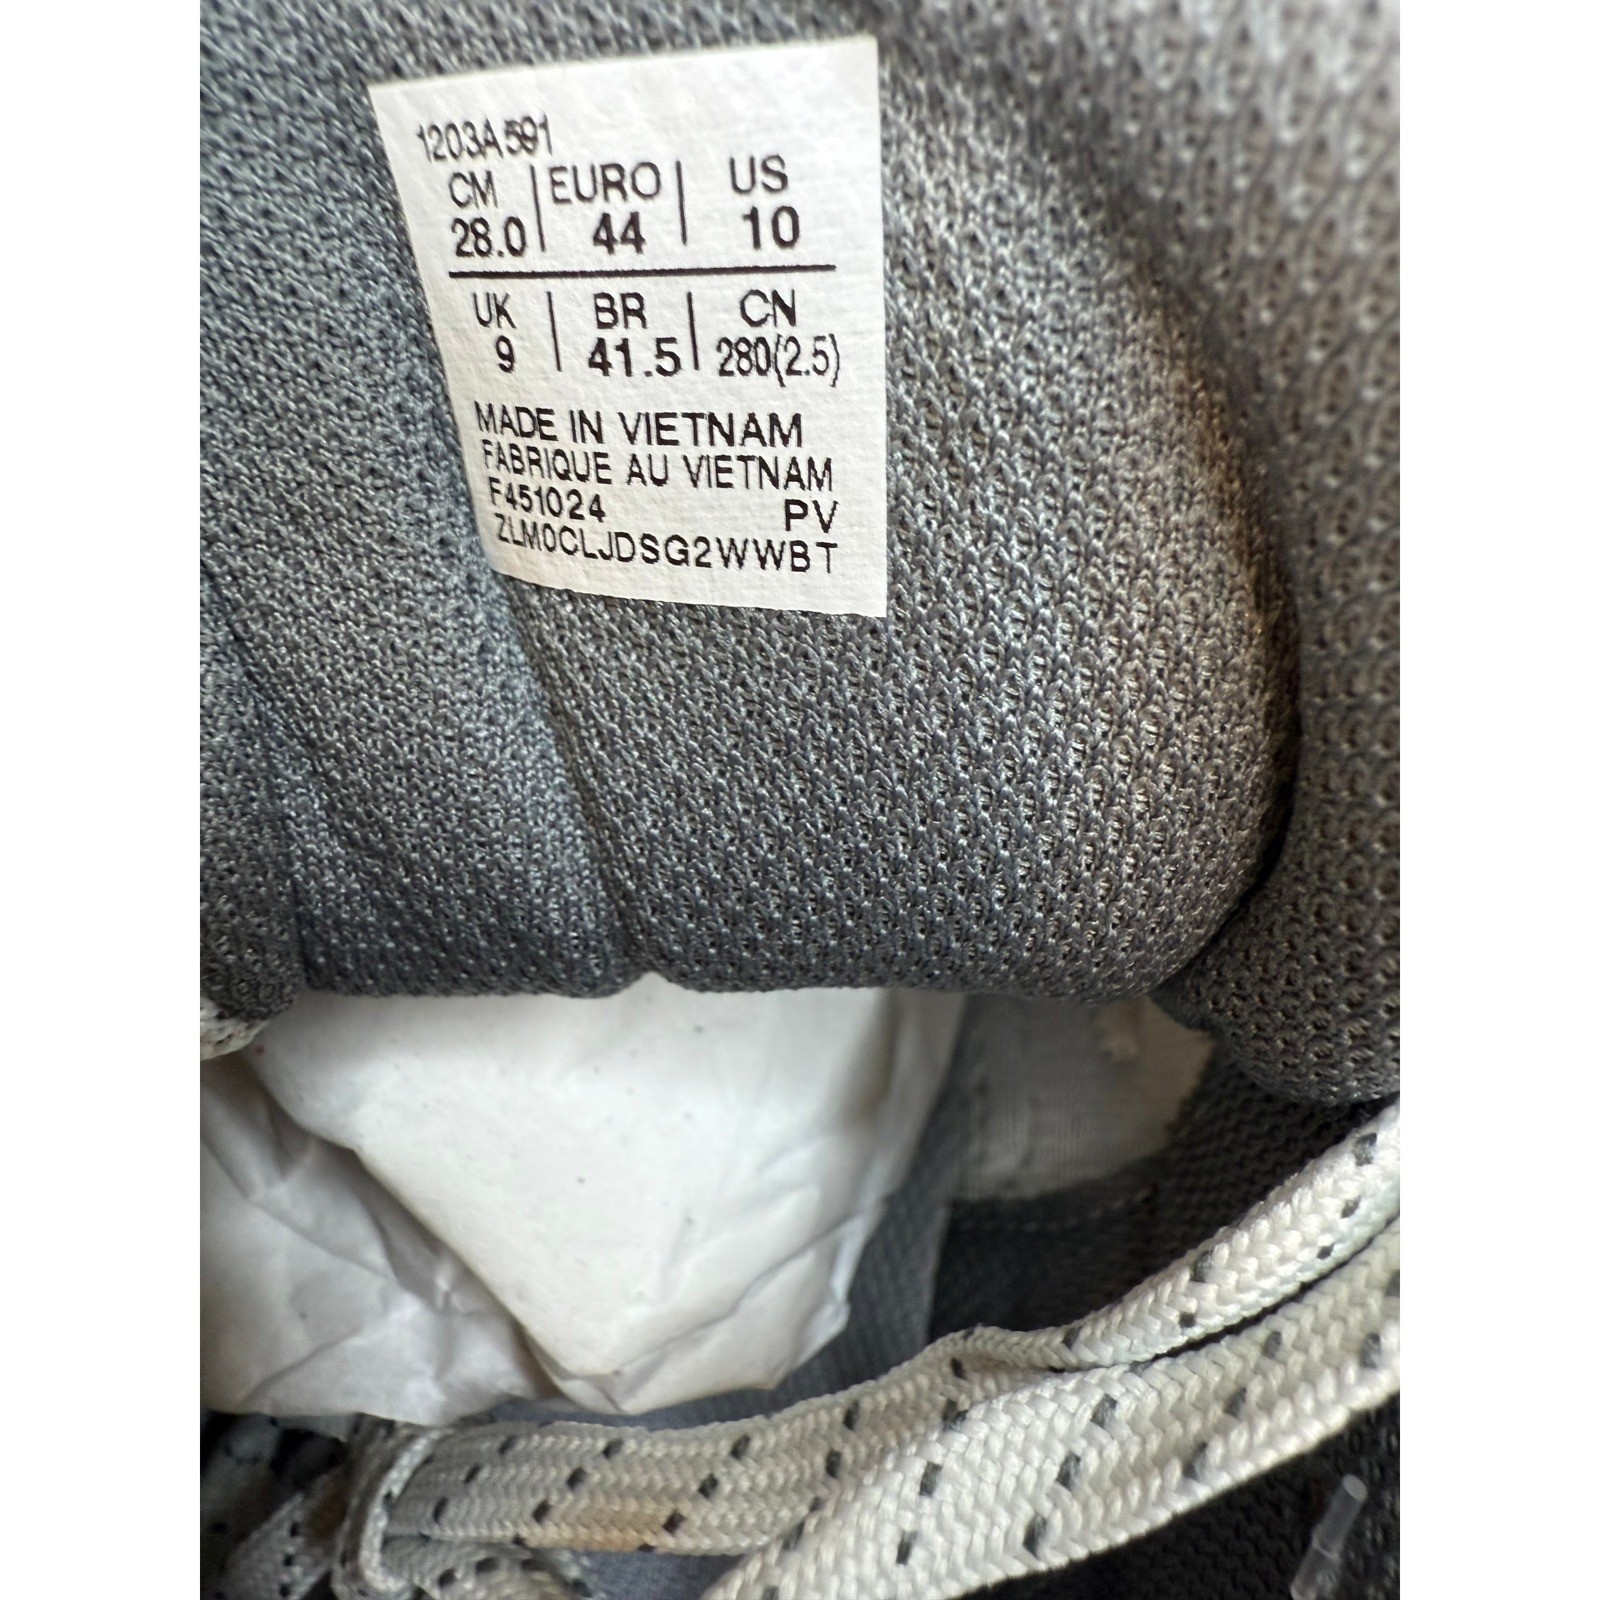 1203A591
CM | EURO | US
28.0 | 44 | 10
UK | BR | CN
9 | 41.5 | 280(2.5)
MADE IN VIETNAM
FABRIQUE AU VIETNAM
F451024 PV
ZLM0CLJDSG2WWBT